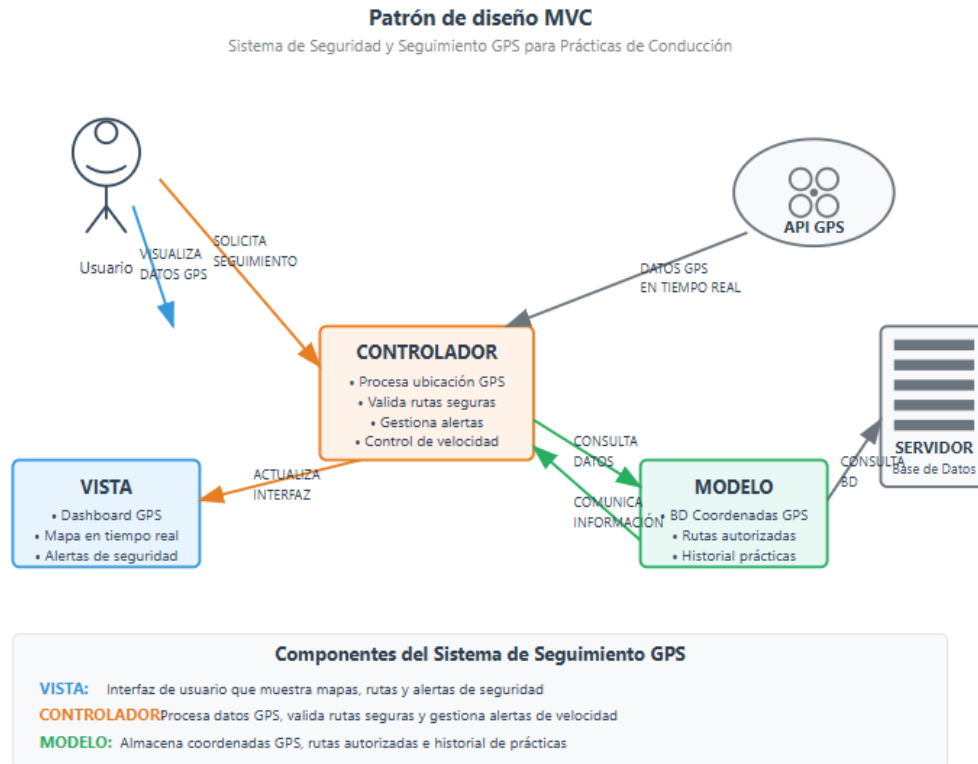 Patrón de diseño MVC
Sistema de Seguridad y Seguimiento GPS para Prácticas de Conducción
Usuario
VISUALIZA
DATOS GPS
SOLICITA
SEGUIMIENTO
API GPS
DATOS GPS
EN TIEMPO REAL
CONTROLADOR
• Procesa ubicación GPS
• Valida rutas seguras
• Gestiona alertas
• Control de velocidad
SERVIDOR
Base de Datos
CONSULTA
BD
CONSULTA
DATOS
COMUNICA
INFORMACIÓN
ACTUALIZA
INTERFAZ
VISTA
• Dashboard GPS
• Mapa en tiempo real
• Alertas de seguridad
MODELO
• BD Coordenadas GPS
• Rutas autorizadas
• Historial prácticas
Componentes del Sistema de Seguimiento GPS
VISTA: Interfaz de usuario que muestra mapas, rutas y alertas de seguridad
CONTROLADOR: Procesa datos GPS, valida rutas seguras y gestiona alertas de velocidad
MODELO: Almacena coordenadas GPS, rutas autorizadas e historial de prácticas